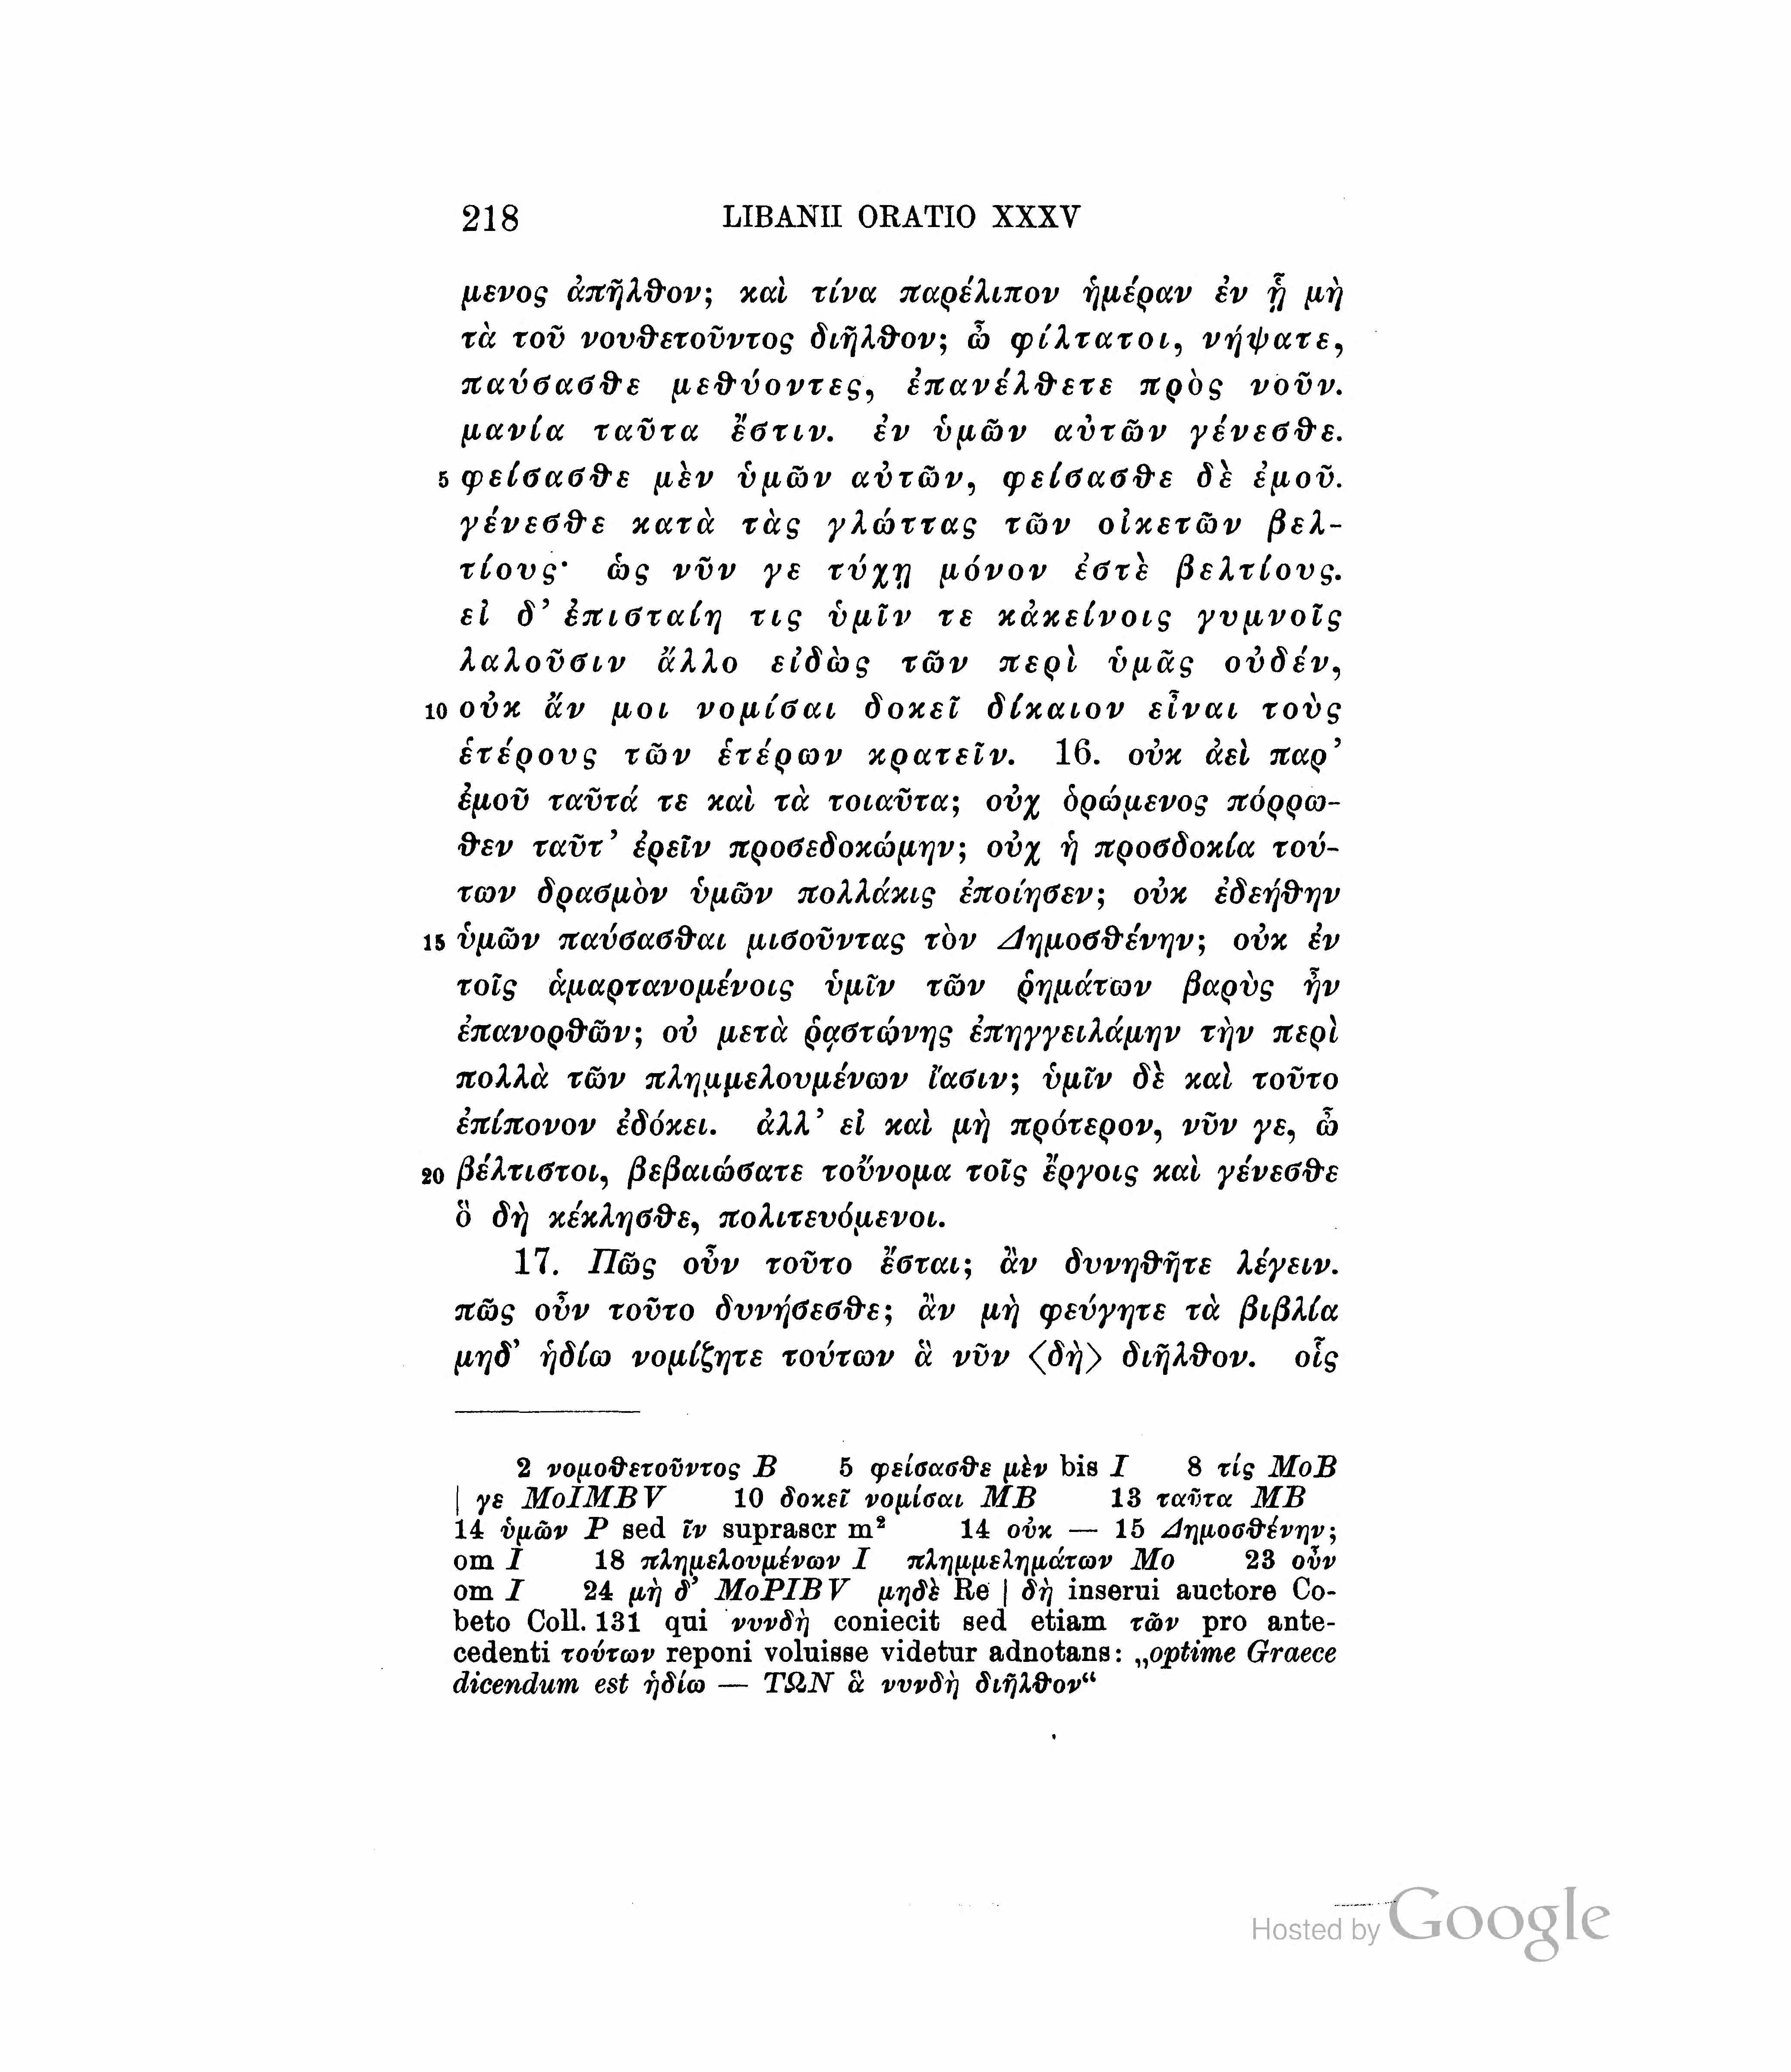 218 LIBANII ORATIO XXXV
μενος ἀπῆλθον; καὶ τίνα παρέλιπον ἡμέραν ἐν ᾗ μὴ
τὰ τοῦ νουθετοῦντος διῆλθον; ὦ φίλτατοι, νήψατε,
παύσασθε μεθύοντες, ἐπανέλθετε πρὸς νοῦν.
μανία ταῦτα ἔστιν. ἐν ὑμῶν αὐτῶν γένεσθε.
5 φείσασθε μὲν ὑμῶν αὐτῶν, φείσασθε δὲ ἐμοῦ.
γένεσθε κατὰ τὰς γλώττας τῶν οἰκετῶν βελ-
τίους· ὡς νῦν γε τύχῃ μόνον ἐστὲ βελτίους.
εἰ δ’ ἐπισταίη τις ὑμῖν τε κἀκείνοις γυμνοῖς
λαλοῦσιν ἄλλο εἰδὼς τῶν περὶ ὑμᾶς οὐδέν,
10 οὐκ ἄν μοι νομίσαι δοκεῖ δίκαιον εἶναι τοὺς
ἑτέρους τῶν ἑτέρων κρατεῖν. 16. οὐκ ἀεὶ παρ’
ἐμοῦ ταῦτά τε καὶ τὰ τοιαῦτα; οὐχ ὁρώμενος πόρρω-
θεν ταῦτ’ ἐρεῖν προσεδοκώμην; οὐχ ἡ προσδοκία τού-
των δρασμὸν ὑμῶν πολλάκις ἐποίησεν; οὐκ ἐδεήθην
15 ὑμῶν παύσασθαι μισοῦντας τὸν Δημοσθένην; οὐκ ἐν
τοῖς ἁμαρτανομένοις ὑμῖν τῶν ῥημάτων βαρὺς ἦν
ἐπανορθῶν; οὐ μετὰ ῥᾳστώνης ἐπηγγειλάμην τὴν περὶ
πολλὰ τῶν πλημμελουμένων ἴασιν; ὑμῖν δὲ καὶ τοῦτο
ἐπίπονον ἐδόκει. ἀλλ’ εἰ καὶ μὴ πρότερον, νῦν γε, ὦ
20 βέλτιστοι, βεβαιώσατε τοὔνομα τοῖς ἔργοις καὶ γένεσθε
ὃ δὴ κέκλησθε, πολιτευόμενοι.
17. Πῶς οὖν τοῦτο ἔσται; ἂν δυνηθῆτε λέγειν.
πῶς οὖν τοῦτο δυνήσεσθε; ἂν μὴ φεύγητε τὰ βιβλία
μηδ’ ἡδίω νομίζητε τούτων ἃ νῦν ⟨δὴ⟩ διῆλθον. οἷς
2 νομοθετοῦντος B 5 φείσασθε μὲν bis I 8 τίς MoB
| γε MoIMBV 10 δοκεῖ νομίσαι MB 13 ταῦτα MB
14 ὑμῶν P sed ῖν suprascr m² 14 οὐκ — 15 Δημοσθένην;
om I 18 πλημελουμένων I πλημμελημάτων Mo 23 οὖν
om I 24 μὴ δ’ MoPIBV μηδὲ Re | δὴ inserui auctore Co-
beto Coll. 131 qui νυνδὴ coniecit sed etiam τῶν pro ante-
cedenti τούτων reponi voluisse videtur adnotans: „optime Graece
dicendum est ἡδίω — ΤΩΝ ἃ νυνδὴ διῆλθον“
Hosted by Google